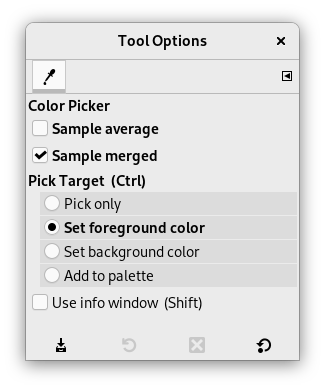 Tool Options
Color Picker
Sample average
Sample merged
Pick Target (Ctrl)
Pick only
Set foreground color
Set background color
Add to palette
Use info window (Shift)